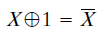 X⊕1 = X̅